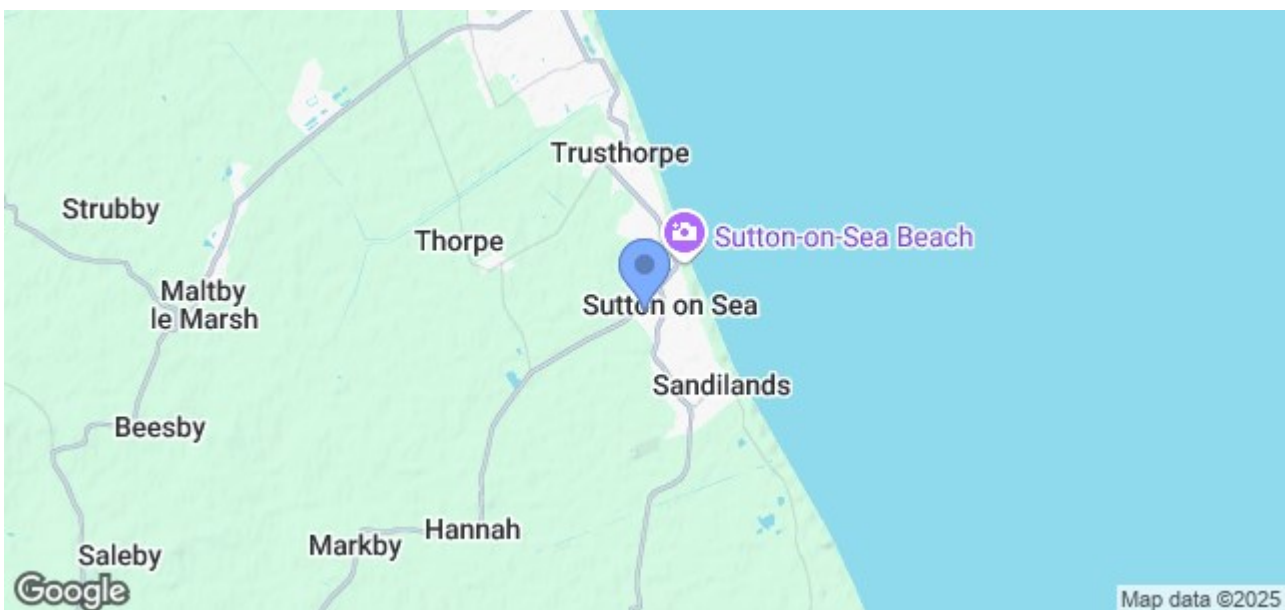 Trusthorpe
Strubby
Thorpe
Sutton-on-Sea Beach
Maltby
le Marsh
Sutton on Sea
Sandilands
Beesby
Hannah
Markby
Saleby
Google
Map data ©2025